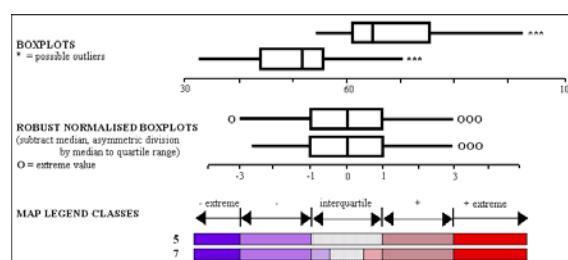 BOXPLOTS
* = possible outliers
***
***
30 60 10
ROBUST NORMALISED BOXPLOTS
(subtract median, asymmetric division
by median to quartile range)
O = extreme value
O OOO
OOO
-3 -1 0 1 3
- extreme - interquartile + + extreme
MAP LEGEND CLASSES
5
7